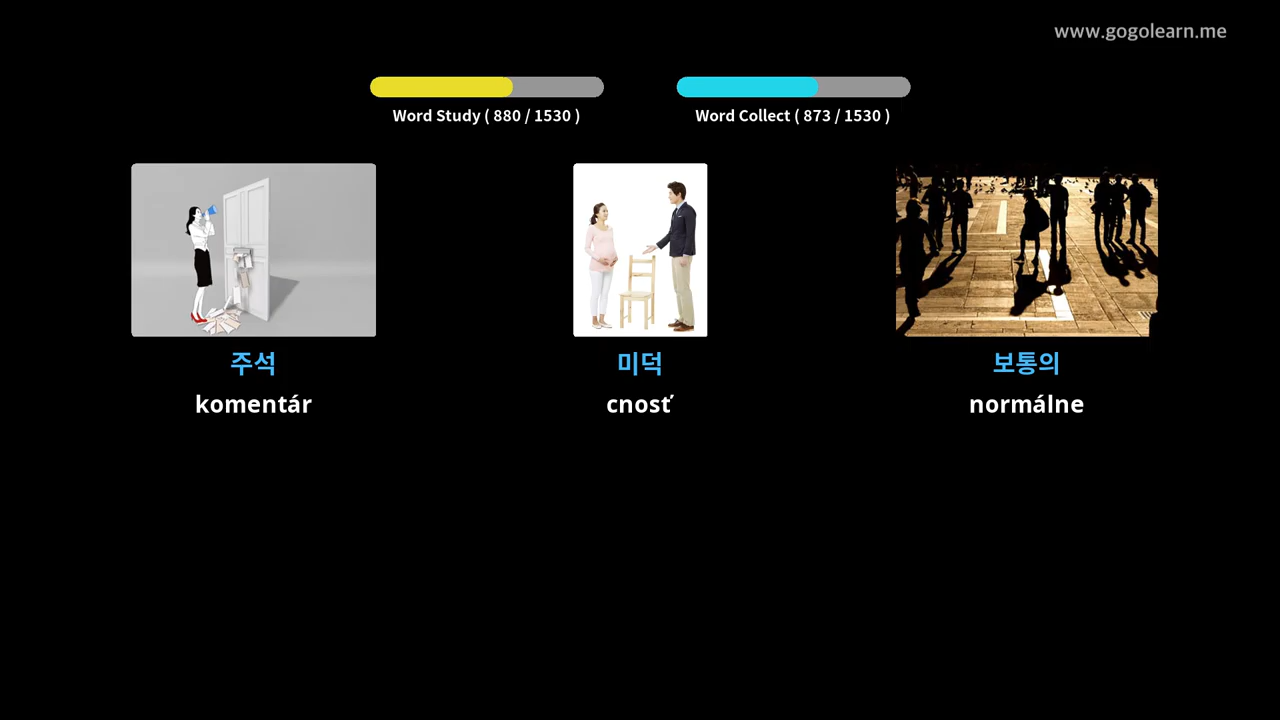 www.gogolearn.me
Word Study ( 880 / 1530 )
Word Collect ( 873 / 1530 )
주석
미덕
보통의
komentár
cnosť
normálne